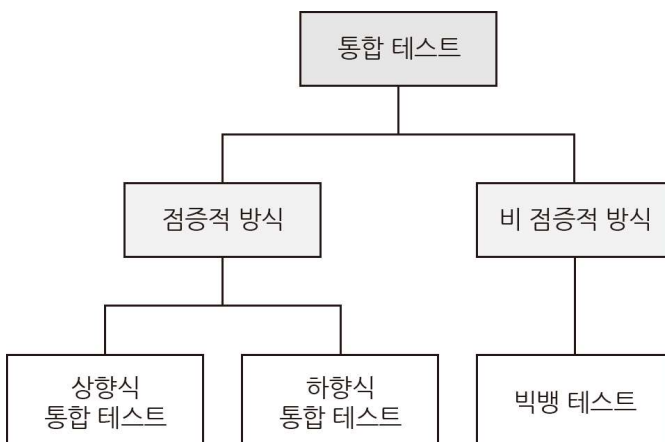 통합 테스트
점증적 방식
비 점증적 방식
상향식
통합 테스트
하향식
통합 테스트
빅뱅 테스트